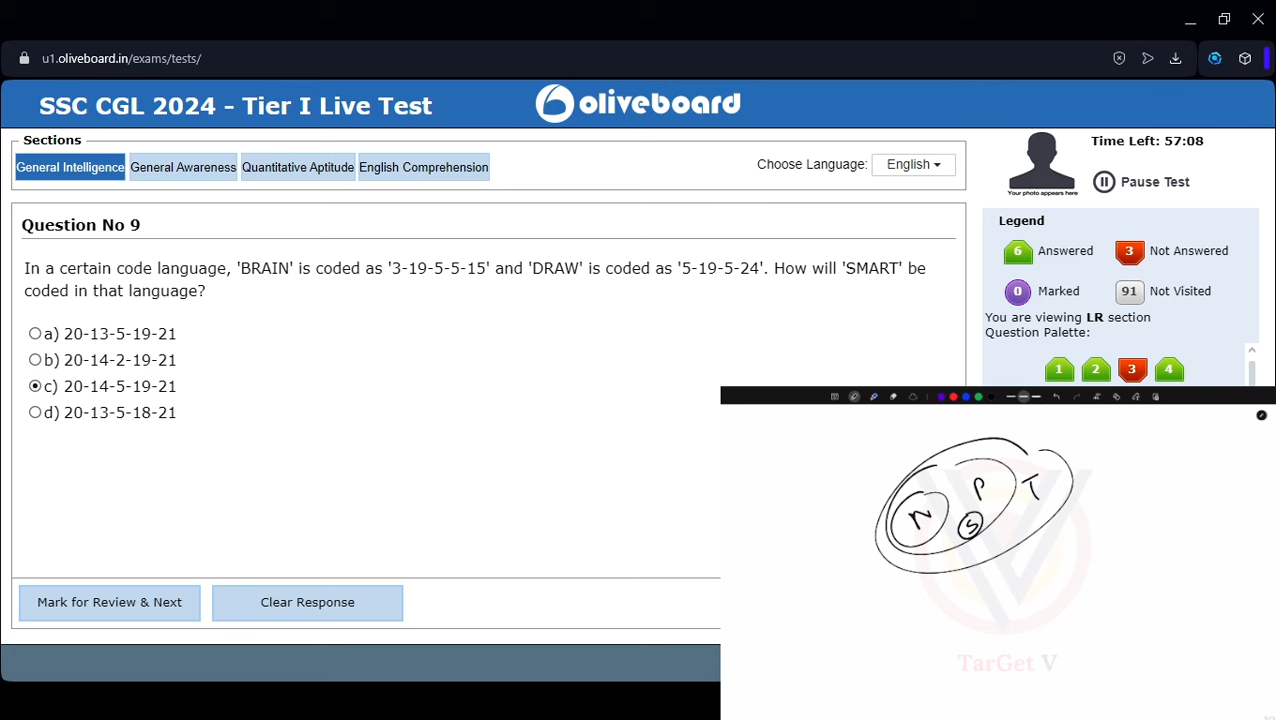 u1.oliveboard.in/exams/tests/
SSC CGL 2024 - Tier I Live Test
oliveboard
Sections
General Intelligence
General Awareness
Quantitative Aptitude
English Comprehension
Choose Language:
English
Your photo appears here
Time Left: 57:08
Pause Test
Question No 9
In a certain code language, 'BRAIN' is coded as '3-19-5-5-15' and 'DRAW' is coded as '5-19-5-24'. How will 'SMART' be
coded in that language?
a) 20-13-5-19-21
b) 20-14-2-19-21
c) 20-14-5-19-21
d) 20-13-5-18-21
Legend
6 Answered
3 Not Answered
0 Marked
91 Not Visited
You are viewing LR section
Question Palette:
1 2 3 4
N P T
S
TarGet V
Mark for Review & Next
Clear Response